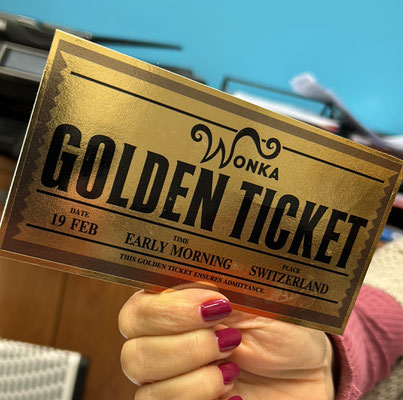 WONKA
GOLDEN TICKET
DATE TIME PLACE
19 FEB EARLY MORNING SWITZERLAND
THIS GOLDEN TICKET ENSURES ADMITTANCE